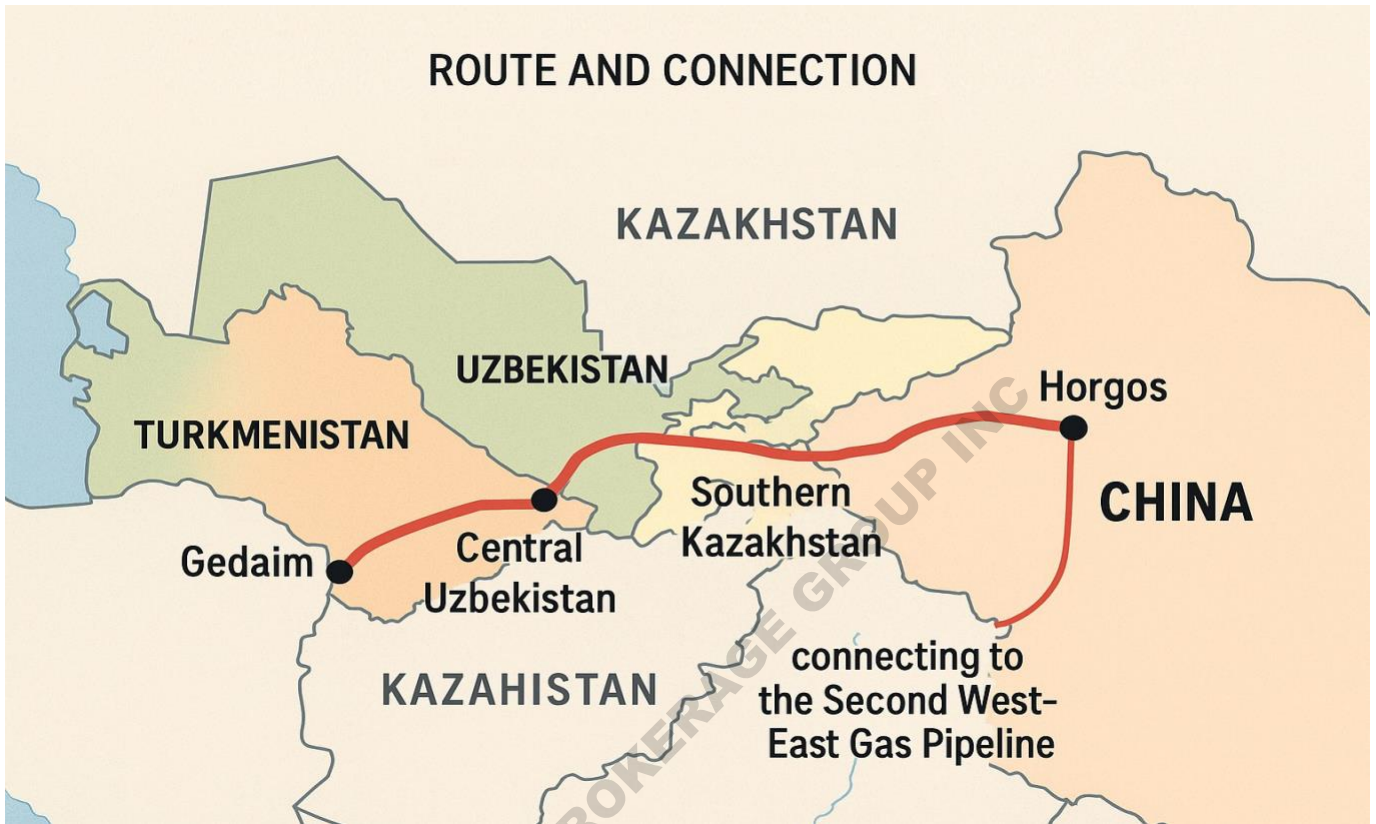 ROUTE AND CONNECTION
KAZAKHSTAN
UZBEKISTAN
Horgos
TURKMENISTAN
CHINA
Southern
Kazakhstan
Gedaim
Central
Uzbekistan
KAZAHISTAN
connecting to
the Second West-
East Gas Pipeline
BROKERAGE GROUP INC